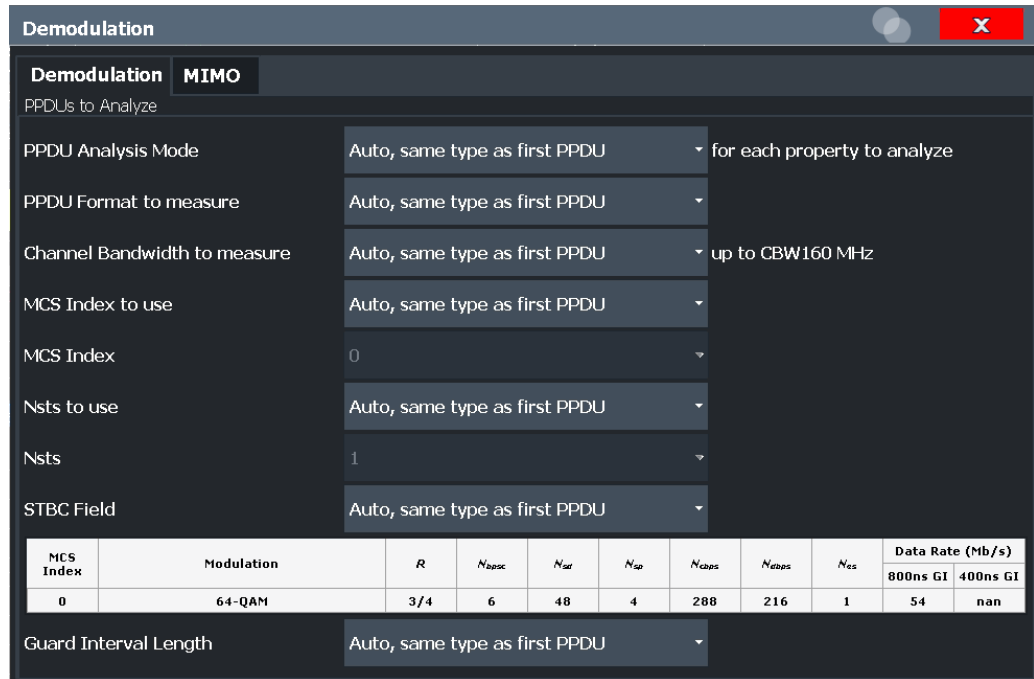 Demodulation
X
Demodulation MIMO
PPDUs to Analyze
PPDU Analysis Mode Auto, same type as first PPDU for each property to analyze
PPDU Format to measure Auto, same type as first PPDU
Channel Bandwidth to measure Auto, same type as first PPDU up to CBW160 MHz
MCS Index to use Auto, same type as first PPDU
MCS Index 0
Nsts to use Auto, same type as first PPDU
Nsts 1
STBC Field Auto, same type as first PPDU
MCS Index Modulation R Nbpsc Nsd Nsp Ncbps Ndbps Nes Data Rate (Mb/s)
800ns GI 400ns GI
0 64-QAM 3/4 6 48 4 288 216 1 54 nan
Guard Interval Length Auto, same type as first PPDU